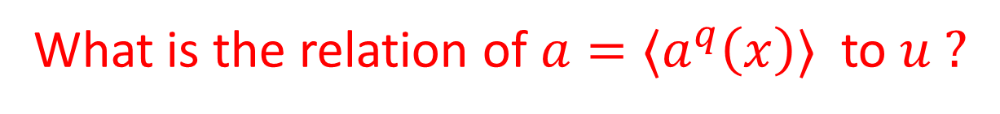 What is the relation of a = ⟨a^q(x)⟩ to u ?